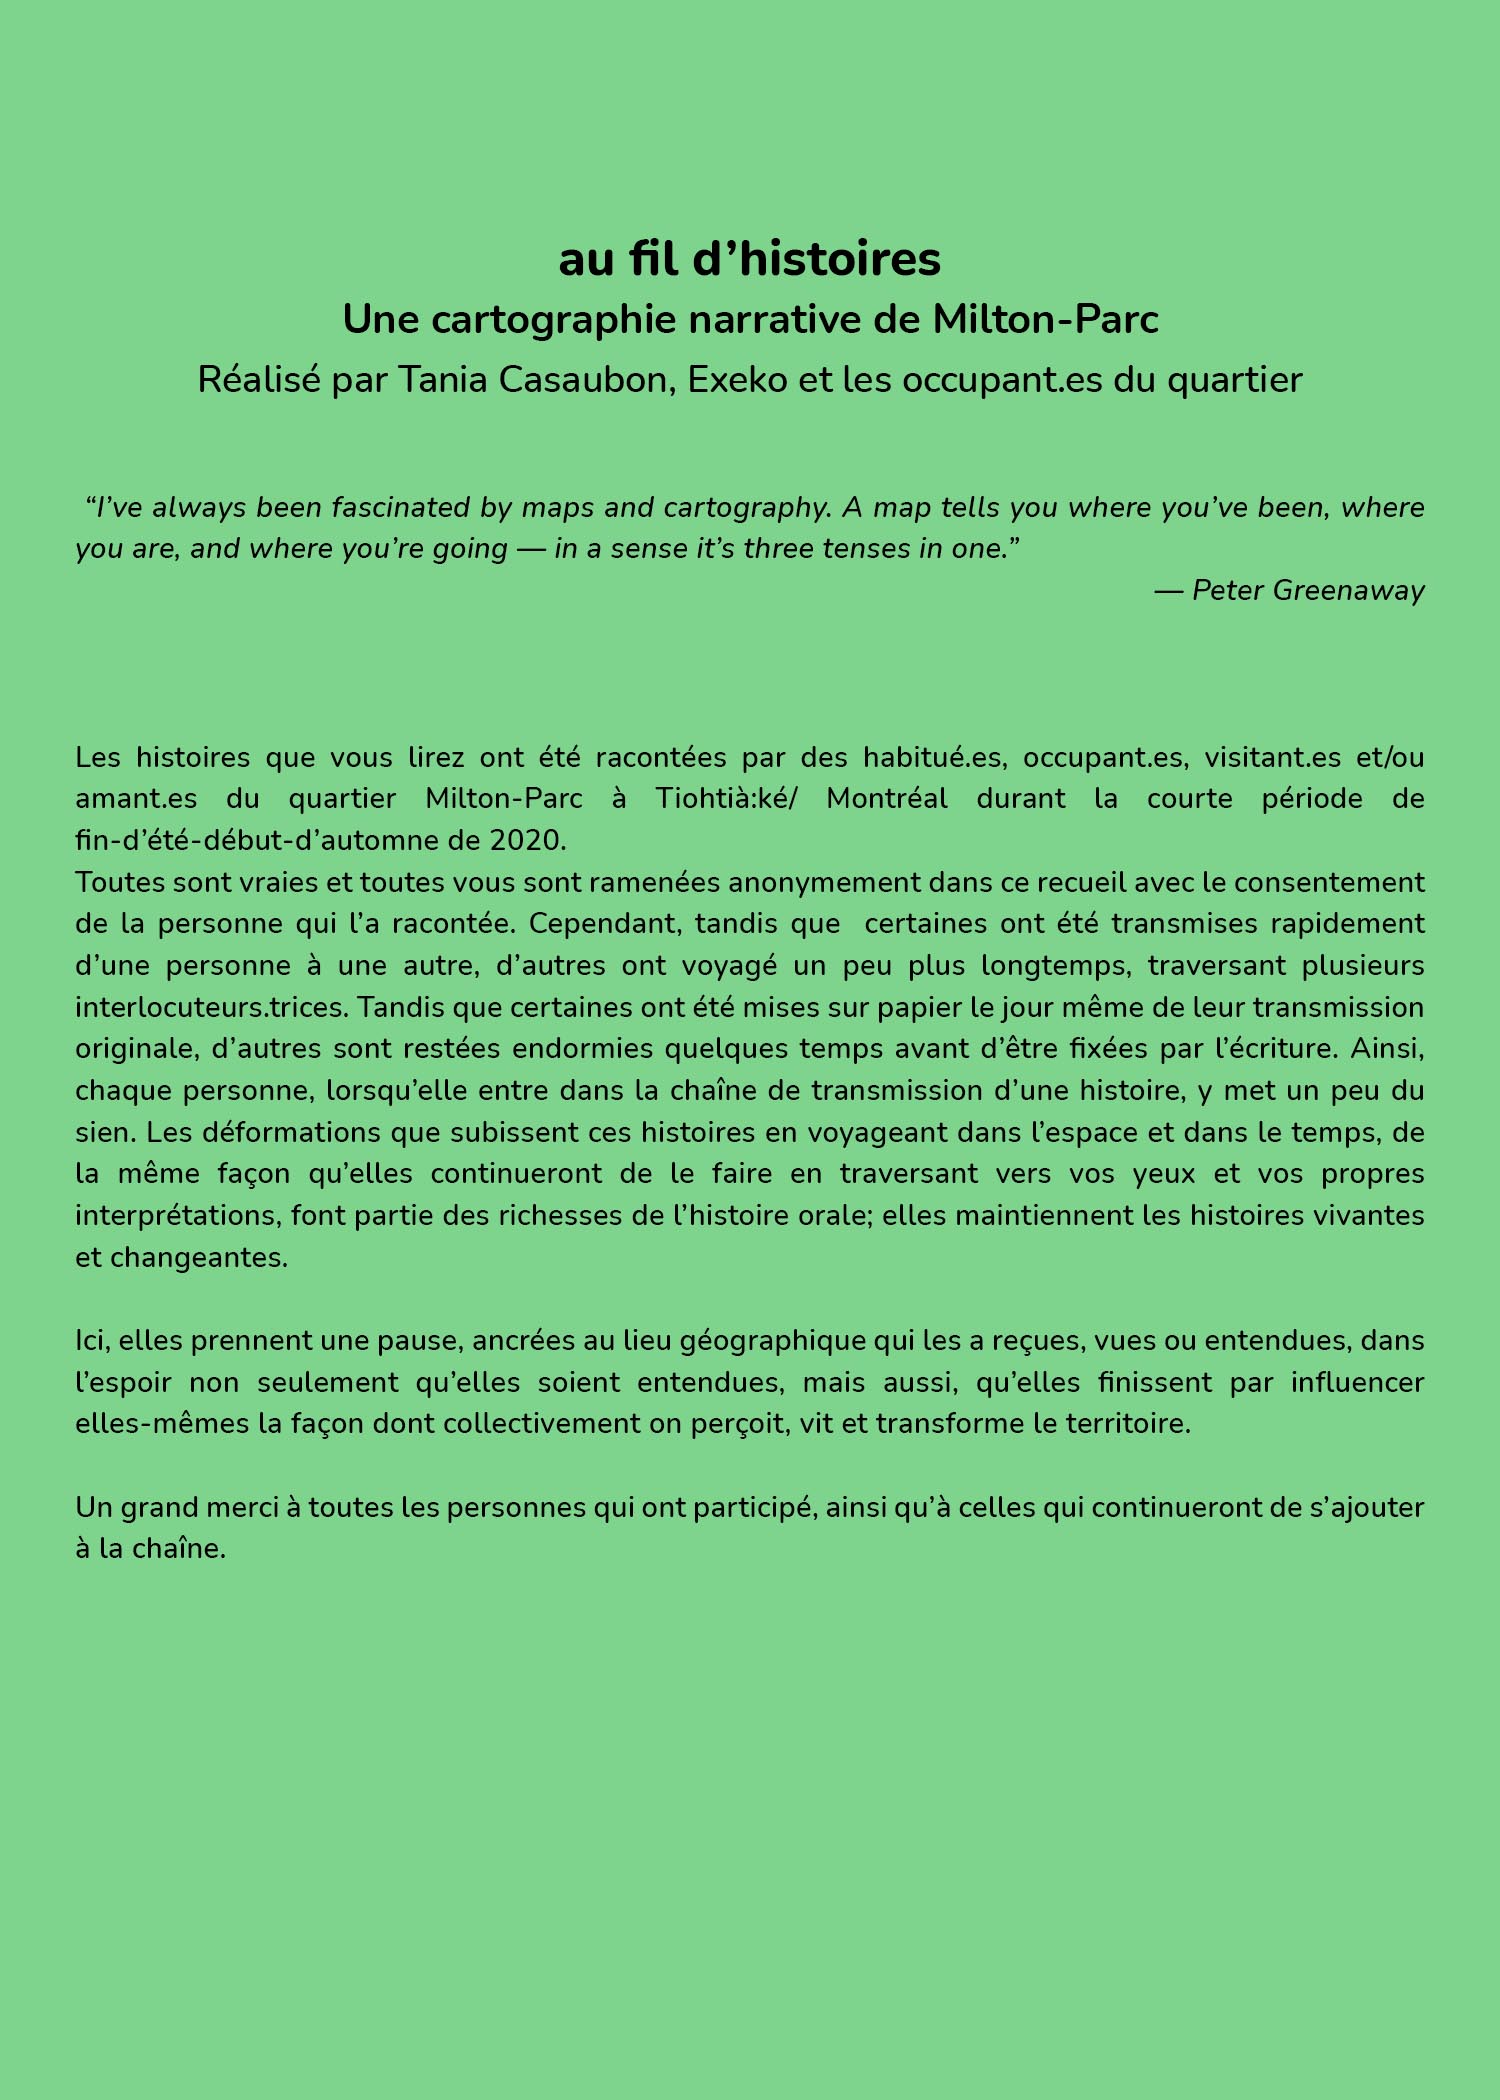 au fil d’histoires
Une cartographie narrative de Milton-Parc
Réalisé par Tania Casaubon, Exeko et les occupant.es du quartier
“I’ve always been fascinated by maps and cartography. A map tells you where you’ve been, where
you are, and where you’re going — in a sense it’s three tenses in one.”
— Peter Greenaway
Les histoires que vous lirez ont été racontées par des habitué.es, occupant.es, visitant.es et/ou
amant.es du quartier Milton-Parc à Tiohtià:ké/ Montréal durant la courte période de
fin-d’été-début-d’automne de 2020.
Toutes sont vraies et toutes vous sont ramenées anonymement dans ce recueil avec le consentement
de la personne qui l’a racontée. Cependant, tandis que  certaines ont été transmises rapidement
d’une personne à une autre, d’autres ont voyagé un peu plus longtemps, traversant plusieurs
interlocuteurs.trices. Tandis que certaines ont été mises sur papier le jour même de leur transmission
originale, d’autres sont restées endormies quelques temps avant d’être fixées par l’écriture. Ainsi,
chaque personne, lorsqu’elle entre dans la chaîne de transmission d’une histoire, y met un peu du
sien. Les déformations que subissent ces histoires en voyageant dans l’espace et dans le temps, de
la même façon qu’elles continueront de le faire en traversant vers vos yeux et vos propres
interprétations, font partie des richesses de l’histoire orale; elles maintiennent les histoires vivantes
et changeantes.
Ici, elles prennent une pause, ancrées au lieu géographique qui les a reçues, vues ou entendues, dans
l’espoir non seulement qu’elles soient entendues, mais aussi, qu’elles finissent par influencer
elles-mêmes la façon dont collectivement on perçoit, vit et transforme le territoire.
Un grand merci à toutes les personnes qui ont participé, ainsi qu’à celles qui continueront de s’ajouter
à la chaîne.